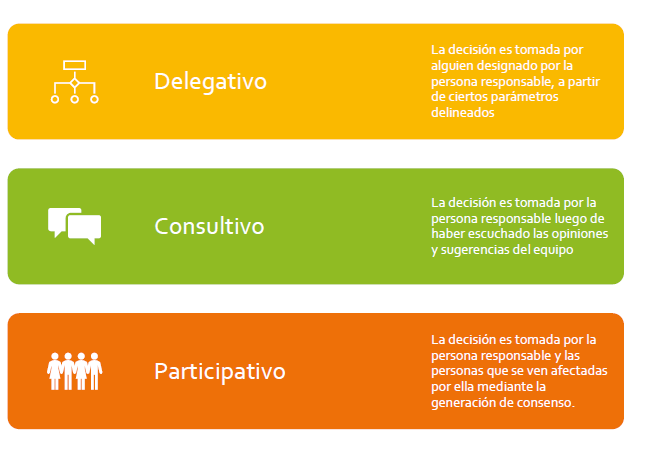 Delegativo
La decisión es tomada por
alguien designado por la
persona responsable, a partir
de ciertos parámetros
delineados
Consultivo
La decisión es tomada por la
persona responsable luego de
haber escuchado las opiniones
y sugerencias del equipo
Participativo
La decisión es tomada por la
persona responsable y las
personas que se ven afectadas
por ella mediante la
generación de consenso.